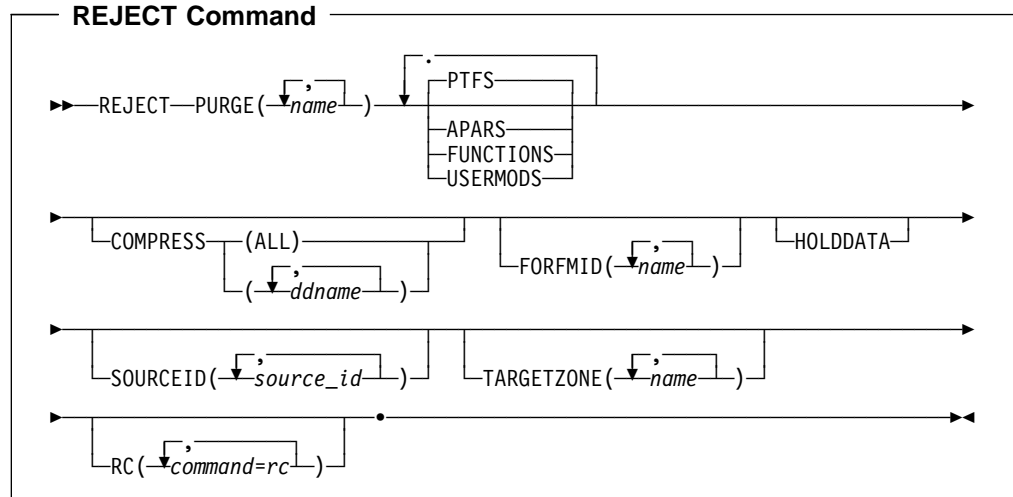 REJECT Command
.
PTFS
,
REJECT PURGE( name )
APARS
FUNCTIONS
USERMODS
COMPRESS (ALL) HOLDDATA
, FORFMID( name )
( ddname )
, ,
SOURCEID( source_id ) TARGETZONE( name )
•
,
RC( command=rc )